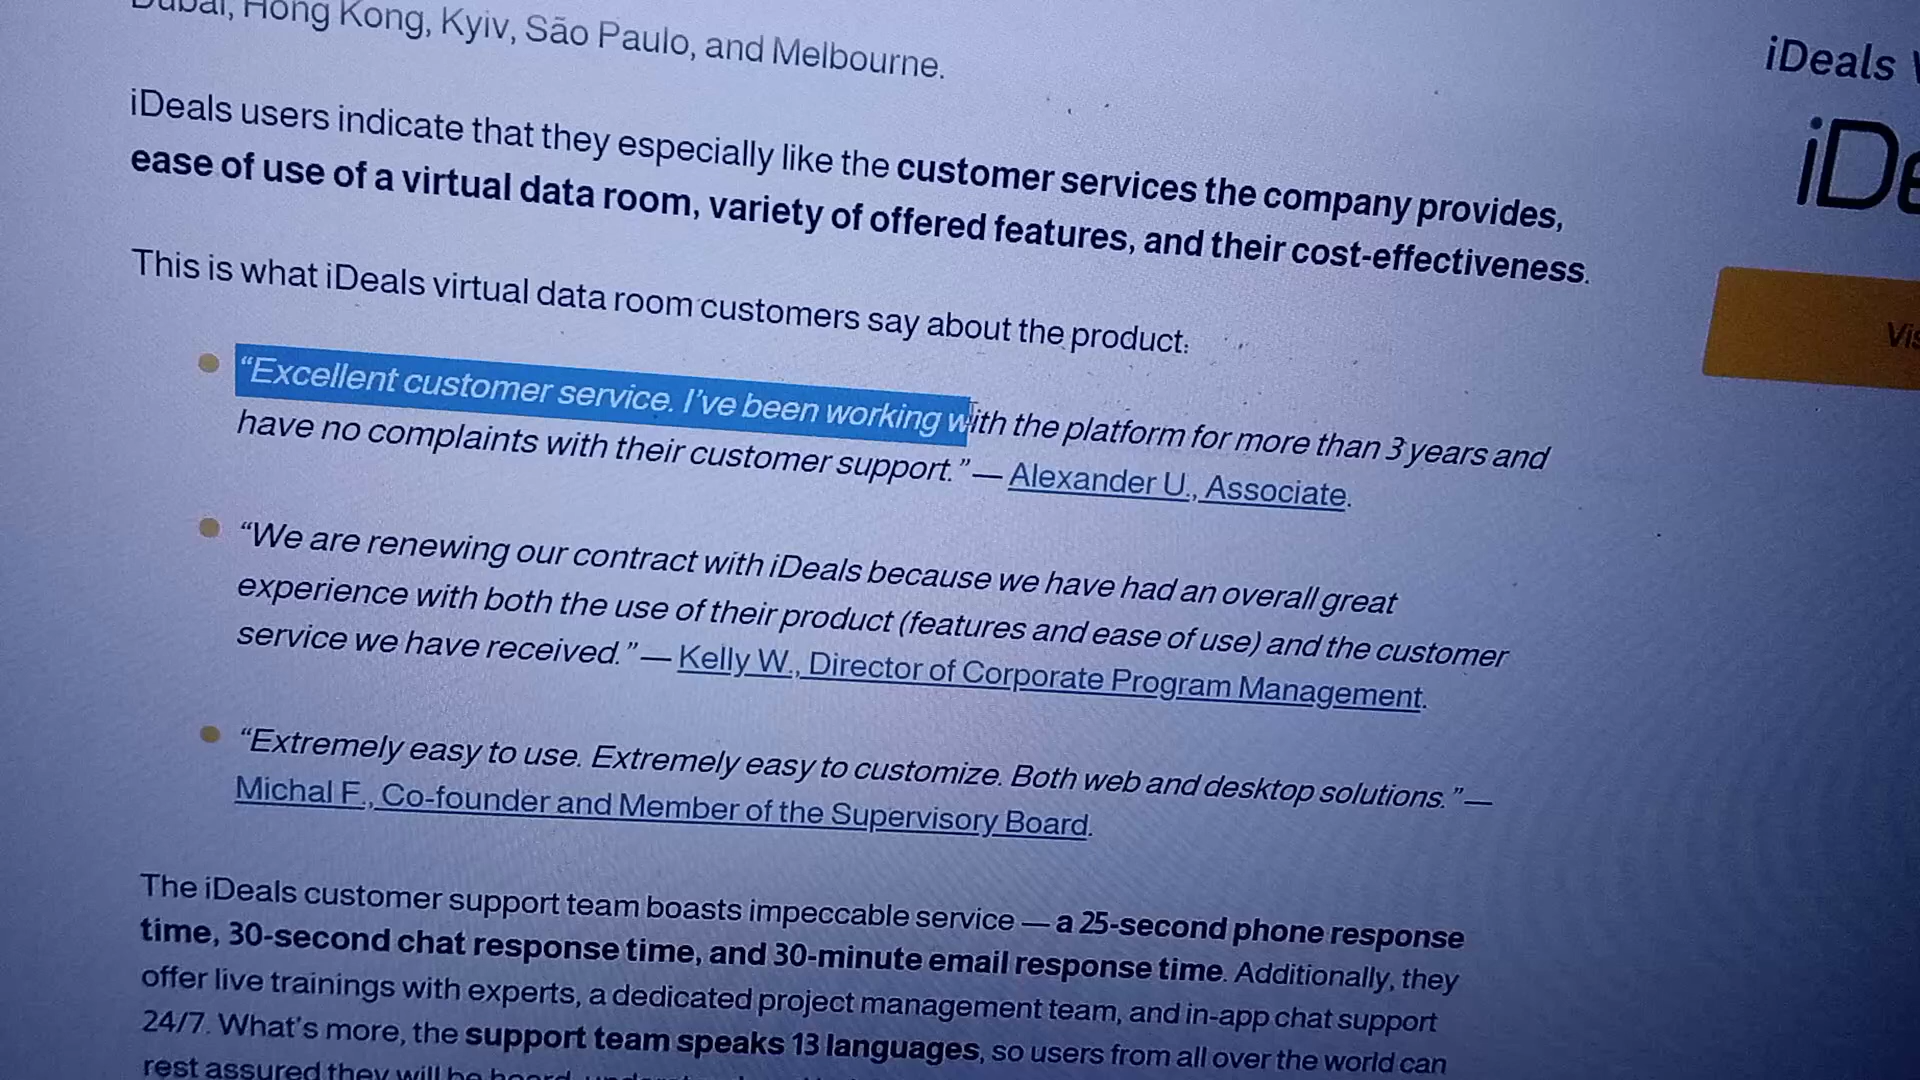 Dubai, Hong Kong, Kyiv, São Paulo, and Melbourne.
iDeals users indicate that they especially like the customer services the company provides,
ease of use of a virtual data room, variety of offered features, and their cost-effectiveness.
This is what iDeals virtual data room customers say about the product:
“Excellent customer service. I’ve been working with the platform for more than 3 years and
have no complaints with their customer support.” — Alexander U., Associate.
“We are renewing our contract with iDeals because we have had an overall great
experience with both the use of their product (features and ease of use) and the customer
service we have received.” — Kelly W., Director of Corporate Program Management.
“Extremely easy to use. Extremely easy to customize. Both web and desktop solutions.” —
Michal F., Co-founder and Member of the Supervisory Board.
The iDeals customer support team boasts impeccable service — a 25-second phone response
time, 30-second chat response time, and 30-minute email response time. Additionally, they
offer live trainings with experts, a dedicated project management team, and in-app chat support
24/7. What’s more, the support team speaks 13 languages, so users from all over the world can
rest assured they will be heard,
iDeals